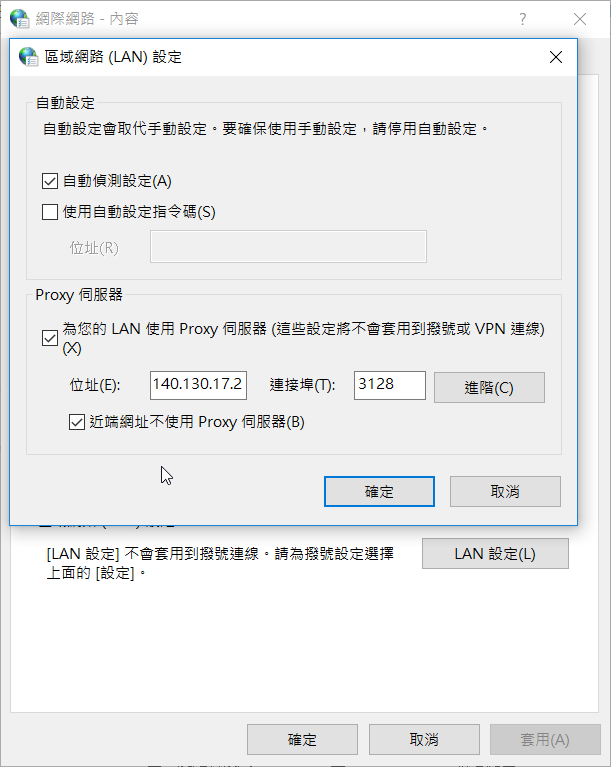 網際網路 - 內容
區域網路 (LAN) 設定
自動設定
自動設定會取代手動設定。要確保使用手動設定，請停用自動設定。
自動偵測設定(A)
使用自動設定指令碼(S)
位址(R)
Proxy 伺服器
為您的 LAN 使用 Proxy 伺服器 (這些設定將不會套用到撥號或 VPN 連線)
(X)
位址(E): 140.130.17.2 連接埠(T): 3128 進階(C)
近端網址不使用 Proxy 伺服器(B)
確定 取消
[LAN 設定] 不會套用到撥號連線。請為撥號設定選擇
上面的 [設定]。
LAN 設定(L)
確定 取消 套用(A)